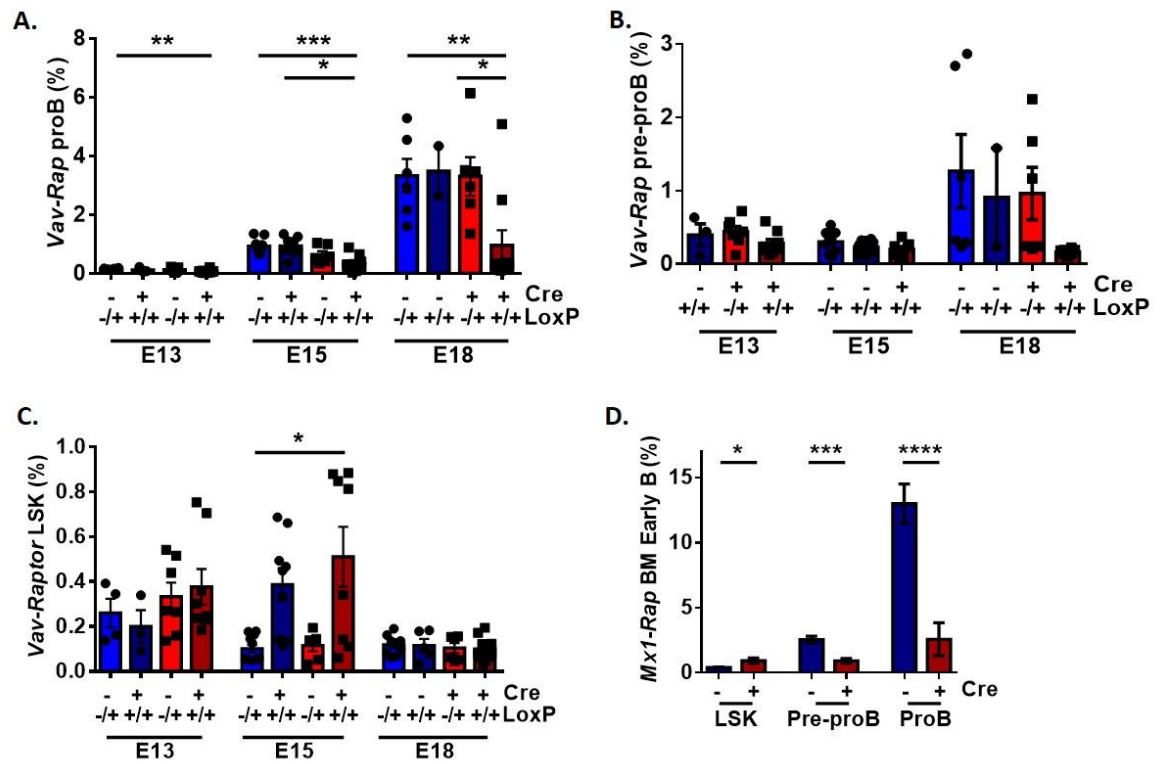 A.
Vav-Rap proB (%)
8
6
4
2
0
** *** **
* *
- + - + - + - + - - + + Cre
-/+ +/+ -/+ +/+ -/+ +/+ -/+ +/+ -/+ +/+ -/+ +/+ LoxP
E13 E15 E18
B.
Vav-Rap pre-proB (%)
3
2
1
0
- + + - - + - - + + Cre
+/+ -/+ +/+ -/+ +/+ +/+ -/+ +/+ -/+ +/+ LoxP
E13 E15 E18
C.
Vav-Raptor LSK (%)
1.0
0.8
0.6
0.4
0.2
0.0
*
- + - + - + - + - - + + Cre
-/+ +/+ -/+ +/+ -/+ +/+ -/+ +/+ -/+ +/+ -/+ +/+ LoxP
E13 E15 E18
D.
Mx1-Rap BM Early B (%)
15
10
5
0
* *** ****
- + - + - + Cre
LSK Pre-proB ProB